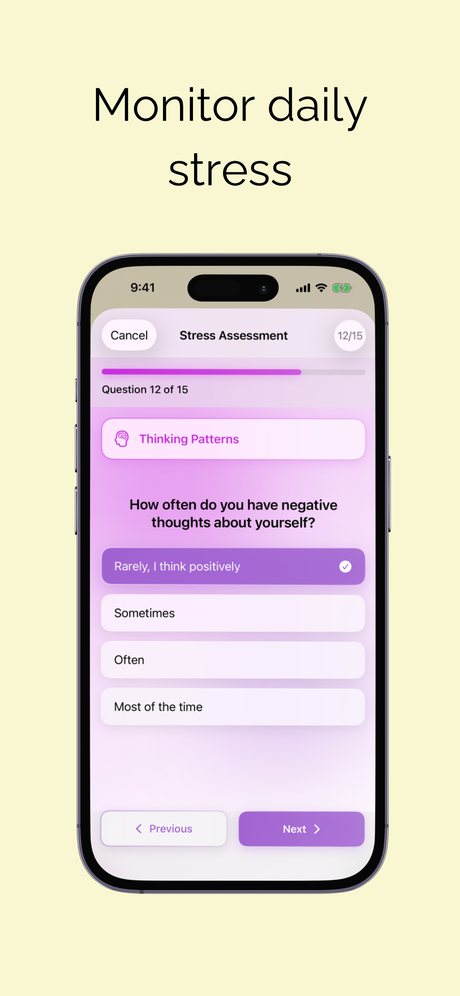 Monitor daily
stress
9:41
Cancel
Stress Assessment
12/15
Question 12 of 15
Thinking Patterns
How often do you have negative
thoughts about yourself?
Rarely, I think positively
Sometimes
Often
Most of the time
Previous
Next